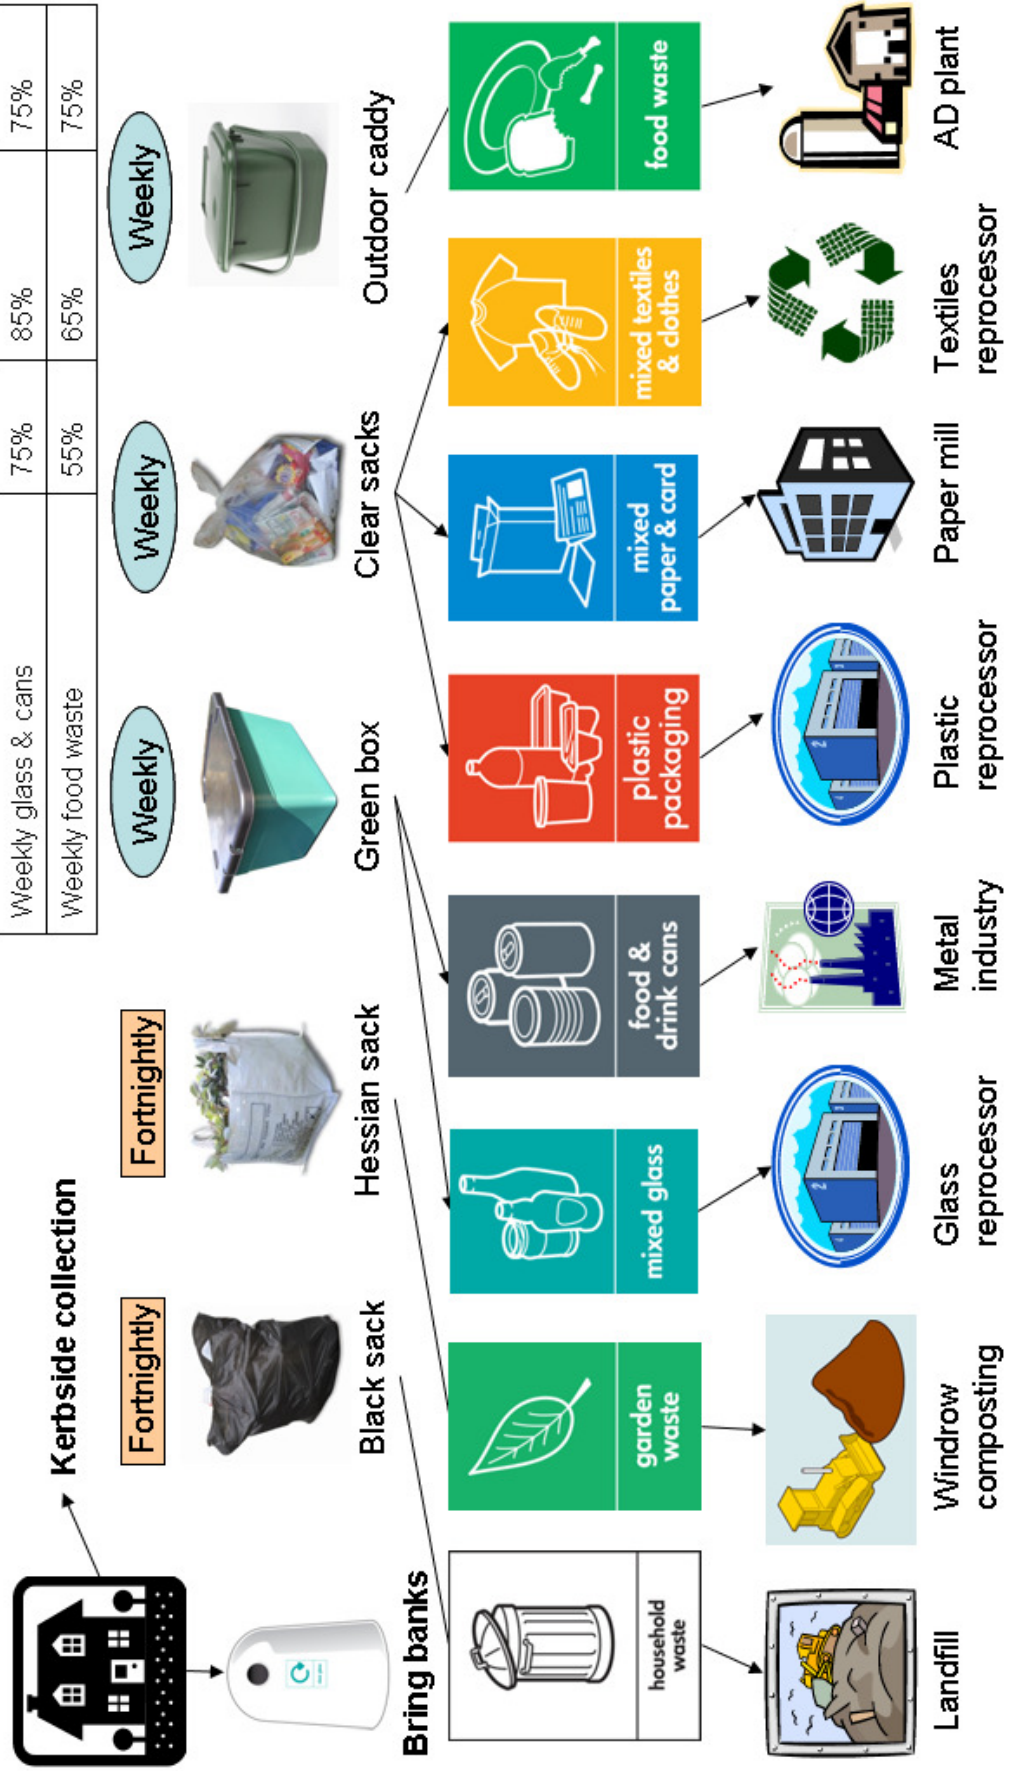 Weekly glass & cans 75% 85% 75%
Weekly food waste 55% 65% 75%
Kerbside collection
Fortnightly
Fortnightly
Weekly
Weekly
Weekly
Black sack
Hessian sack
Green box
Clear sacks
Outdoor caddy
Bring banks
household
waste
garden
waste
mixed glass
food &
drink cans
plastic
packaging
mixed
paper & card
mixed textiles
& clothes
food waste
2
2
Landfill
Windrow
composting
Glass
reprocessor
Metal
industry
Plastic
reprocessor
Paper mill
Textiles
reprocessor
AD plant